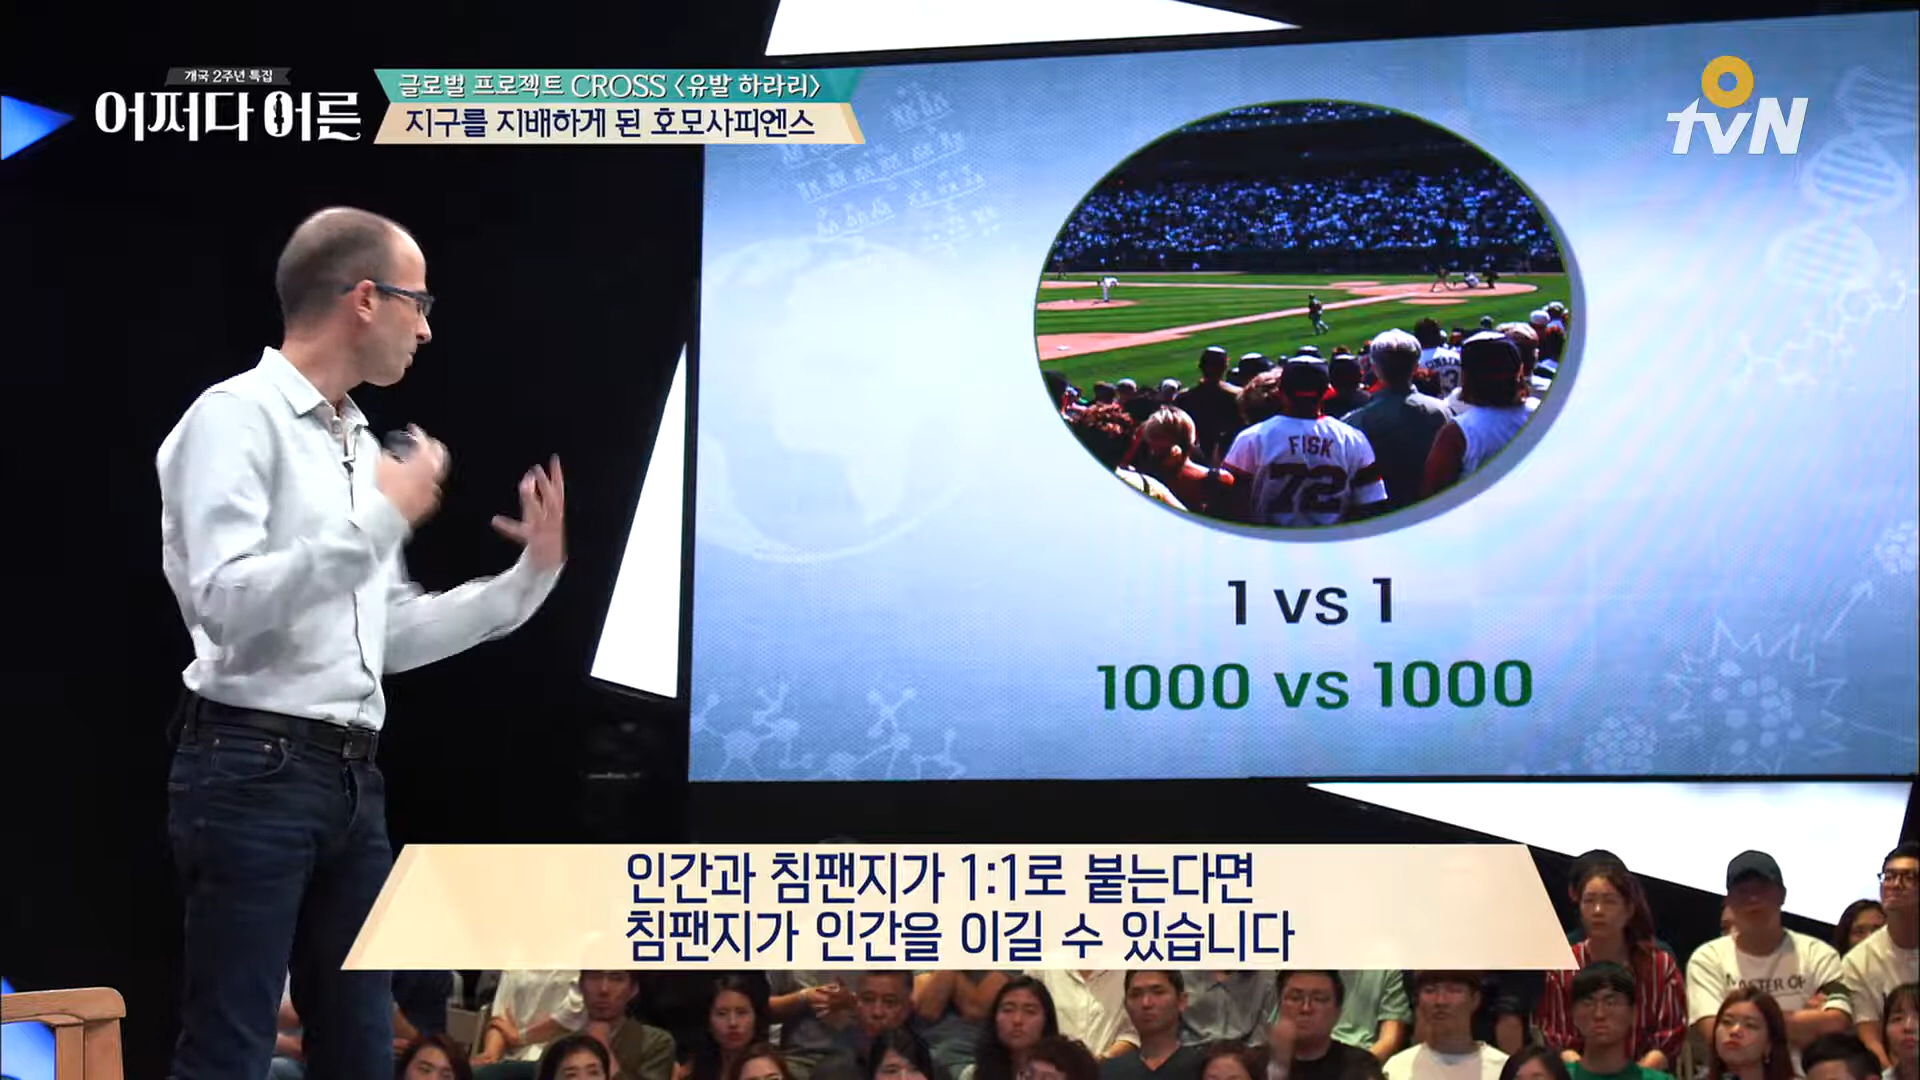 개국 2주년 특집
어쩌다 어른
글로벌 프로젝트 CROSS <유발 하라리>
지구를 지배하게 된 호모사피엔스
tvN
FISK
72
1 vs 1
1000 vs 1000
인간과 침팬지가 1:1로 붙는다면
침팬지가 인간을 이길 수 있습니다